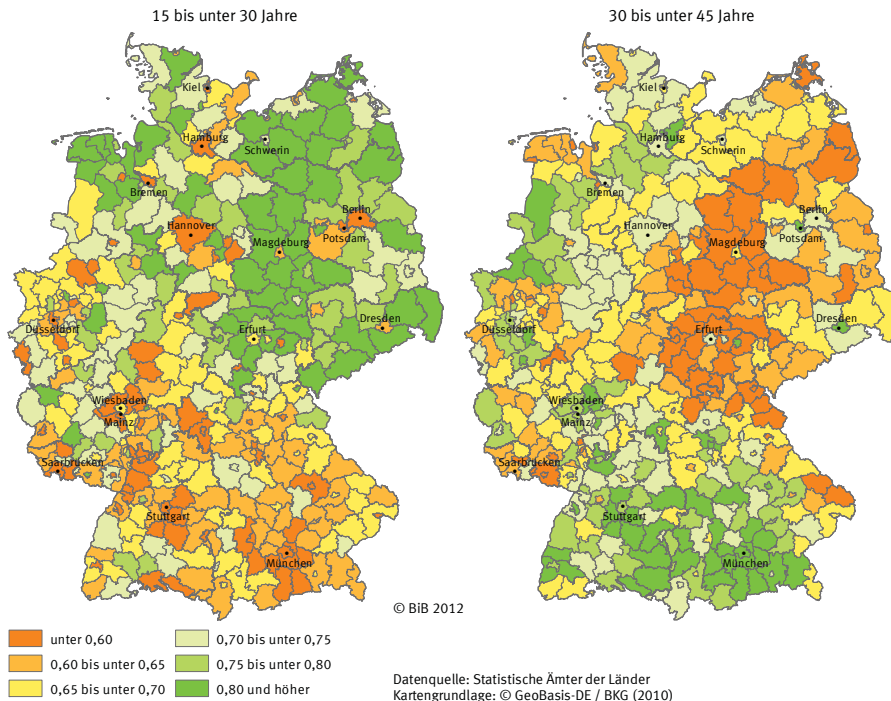 15 bis unter 30 Jahre
30 bis unter 45 Jahre
Kiel
Hamburg
Schwerin
Bremen
Berlin
Hannover
Potsdam
Magdeburg
Düsseldorf
Erfurt
Dresden
Wiesbaden
Mainz
Saarbrücken
Stuttgart
München
Kiel
Hamburg
Schwerin
Bremen
Berlin
Hannover
Potsdam
Magdeburg
Düsseldorf
Erfurt
Dresden
Wiesbaden
Mainz
Saarbrücken
Stuttgart
München
© BiB 2012
unter 0,60
0,60 bis unter 0,65
0,65 bis unter 0,70
0,70 bis unter 0,75
0,75 bis unter 0,80
0,80 und höher
Datenquelle: Statistische Ämter der Länder
Kartengrundlage: © GeoBasis-DE / BKG (2010)